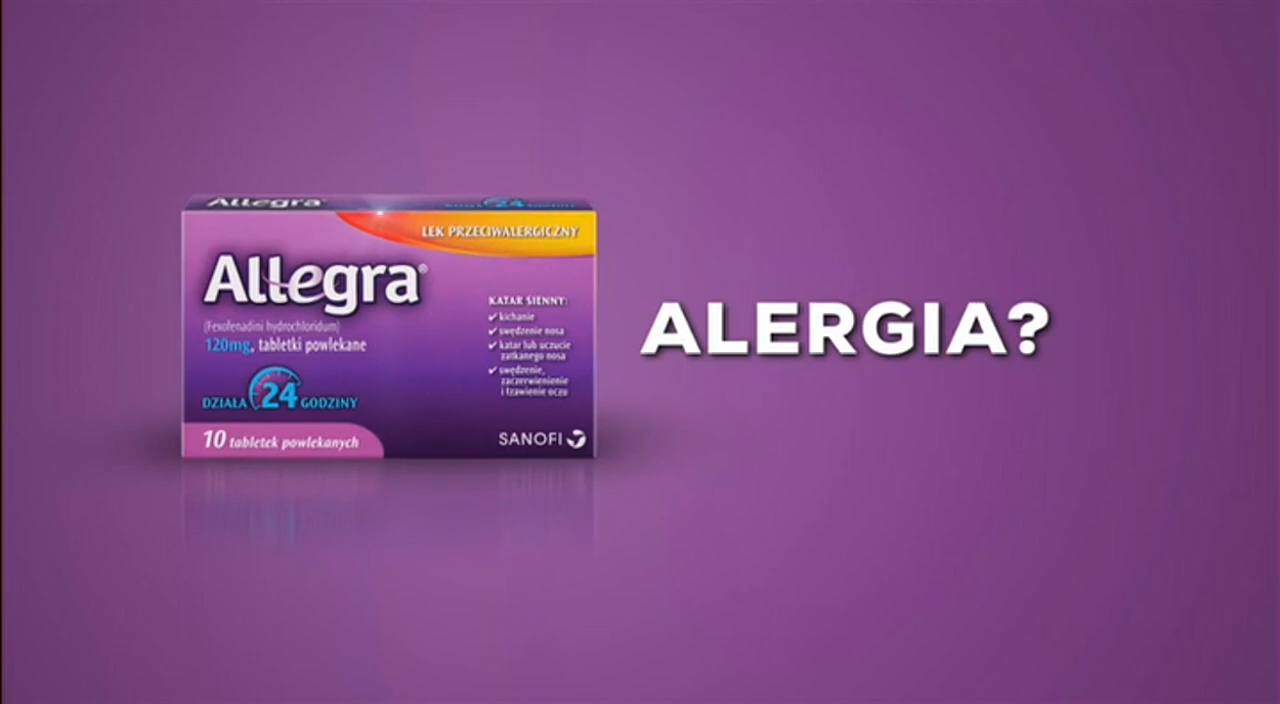 Allegra
24
LEK PRZECIWALERGICZNY
Allegra®
(Fexofenadini hydrochloridum)
120mg, tabletki powlekane
DZIAŁA 24 GODZINY
10 tabletek powlekanych
KATAR SIENNY:
✓ kichanie
✓ swędzenie nosa
✓ katar lub uczucie
zatkanego nosa
✓ swędzenie,
zaczerwienienie
i łzawienie oczu
SANOFI
ALERGIA?